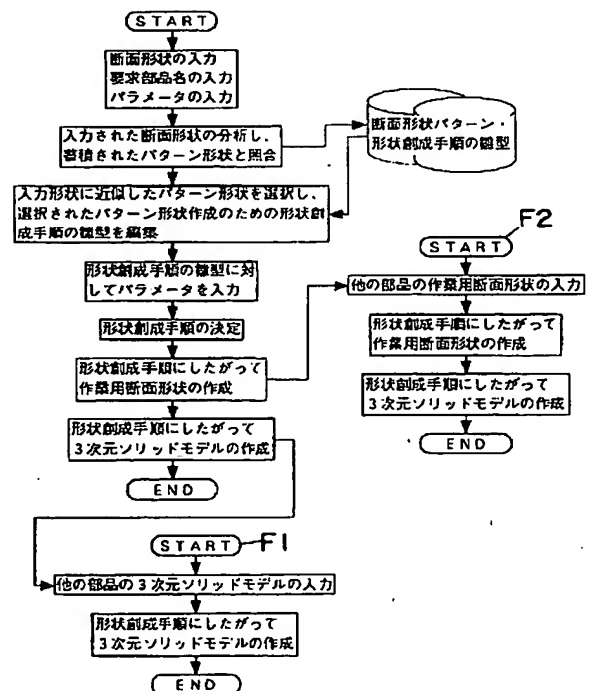 START
断面形状の入力
要求部品名の入力
パラメータの入力
入力された断面形状の分析し、
蓄積されたパターン形状と照合
断面形状パターン・
形状創成手順の雛型
入力形状に近似したパターン形状を選択し、
選択されたパターン形状作成のための形状創
成手順の雛型を編集
形状創成手順の雛型に対
してパラメータを入力
形状創成手順の決定
形状創成手順にしたがって
作業用断面形状の作成
形状創成手順にしたがって
3次元ソリッドモデルの作成
END
START
F2
他の部品の作業用断面形状の入力
形状創成手順にしたがって
作業用断面形状の作成
形状創成手順にしたがって
3次元ソリッドモデルの作成
END
START
F1
他の部品の3次元ソリッドモデルの入力
形状創成手順にしたがって
3次元ソリッドモデルの作成
END